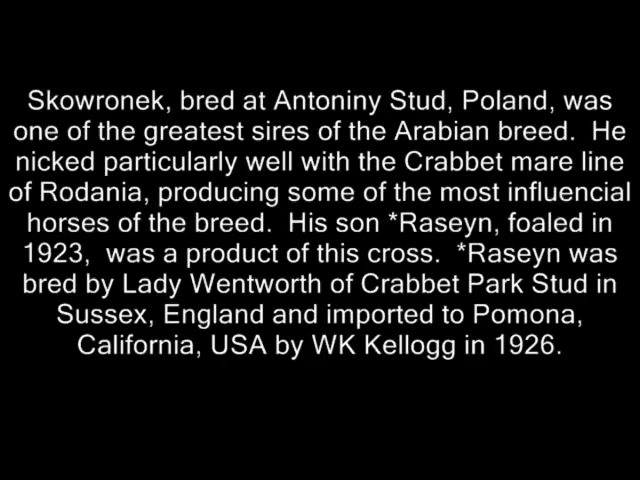 Skowronek, bred at Antoniny Stud, Poland, was
one of the greatest sires of the Arabian breed.  He
nicked particularly well with the Crabbet mare line
of Rodania, producing some of the most influencial
horses of the breed.  His son *Raseyn, foaled in
1923,  was a product of this cross.  *Raseyn was
bred by Lady Wentworth of Crabbet Park Stud in
Sussex, England and imported to Pomona,
California, USA by WK Kellogg in 1926.